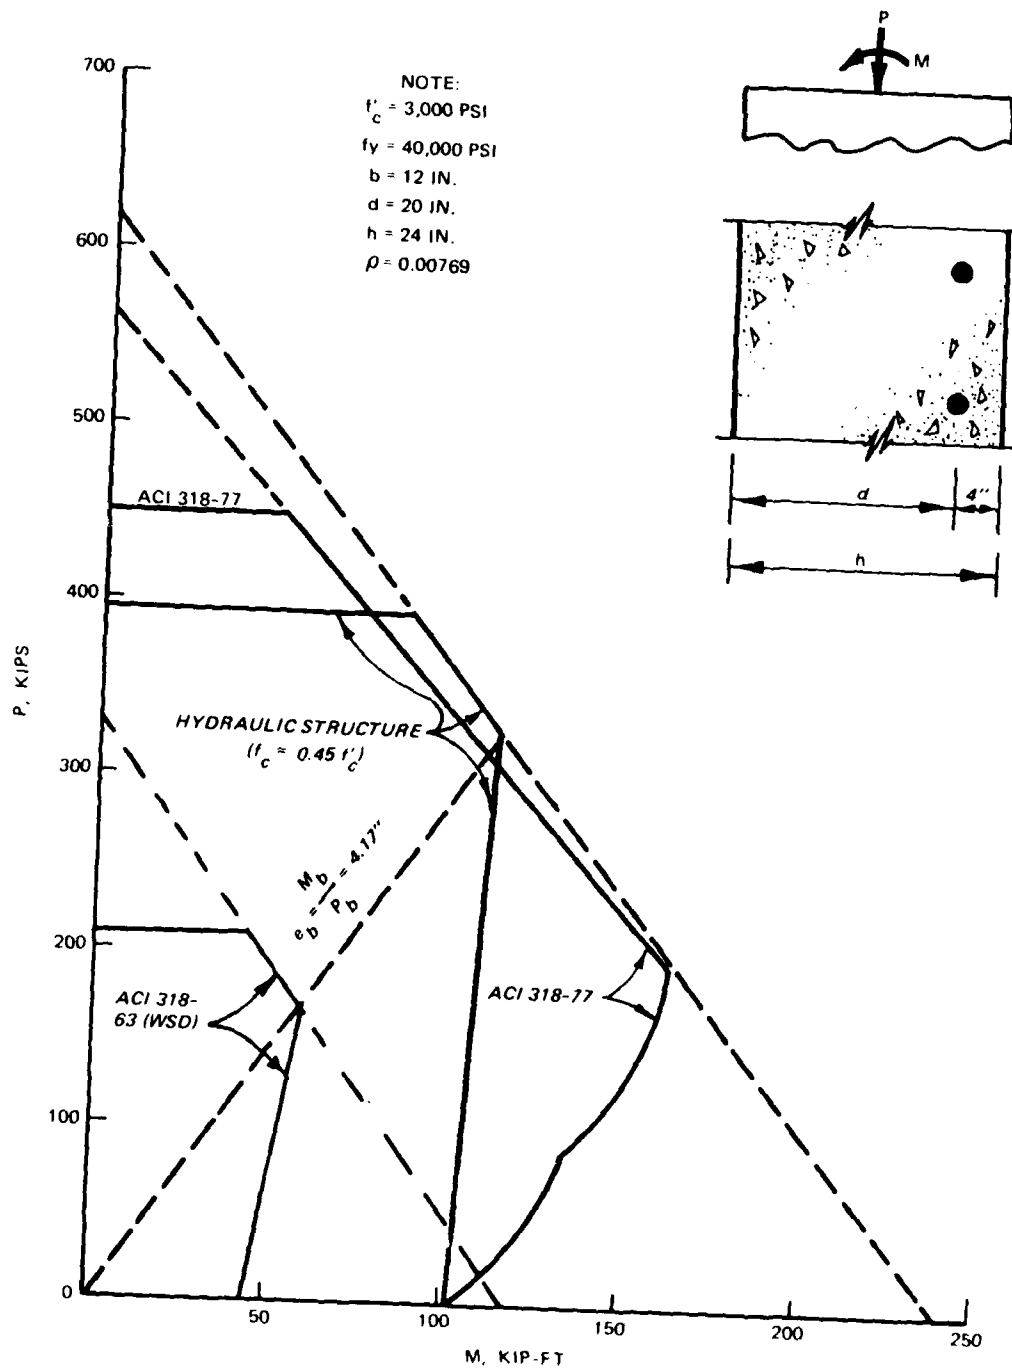 P
M
NOTE:
f'c = 3,000 PSI
fy = 40,000 PSI
b = 12 IN.
d = 20 IN.
h = 24 IN.
ρ = 0.00769
d
4"
h
700
600
500
400
300
200
100
0
P, KIPS
ACI 318-77
HYDRAULIC STRUCTURE
(fc = 0.45 f'c)
eb = Mb / Pb = 4.17"
ACI 318-
63 (WSD)
ACI 318-77
50
100
150
200
250
M, KIP-FT